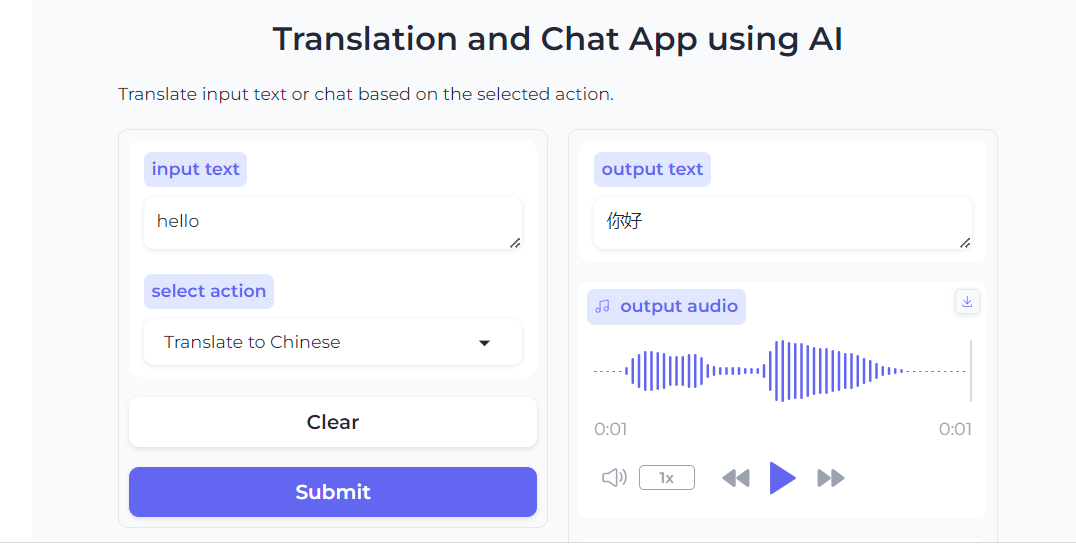 Translation and Chat App using AI
Translate input text or chat based on the selected action.
input text
hello
select action
Translate to Chinese
Clear
Submit
output text
你好
output audio
0:01
0:01
1x